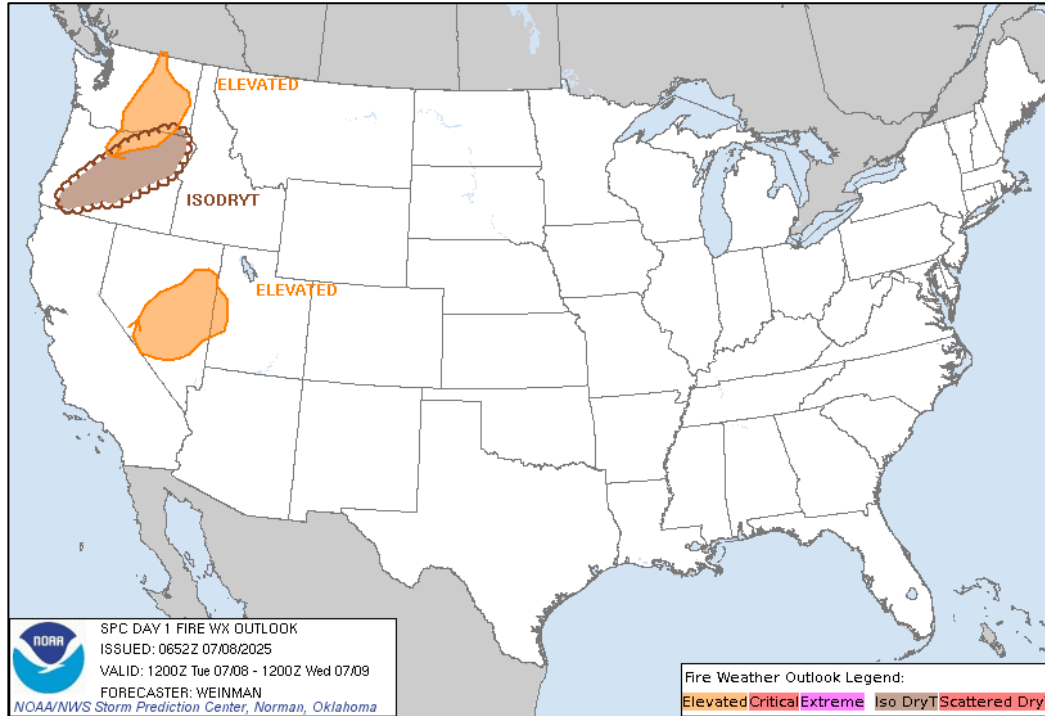 ELEVATED
ISODRYT
ELEVATED
NOAA
SPC DAY 1 FIRE WX OUTLOOK
ISSUED: 0652Z 07/08/2025
VALID: 1200Z Tue 07/08 - 1200Z Wed 07/09
FORECASTER: WEINMAN
NOAA/NWS Storm Prediction Center, Norman, Oklahoma
Fire Weather Outlook Legend:
Elevated Critical Extreme Iso DryT Scattered Dry